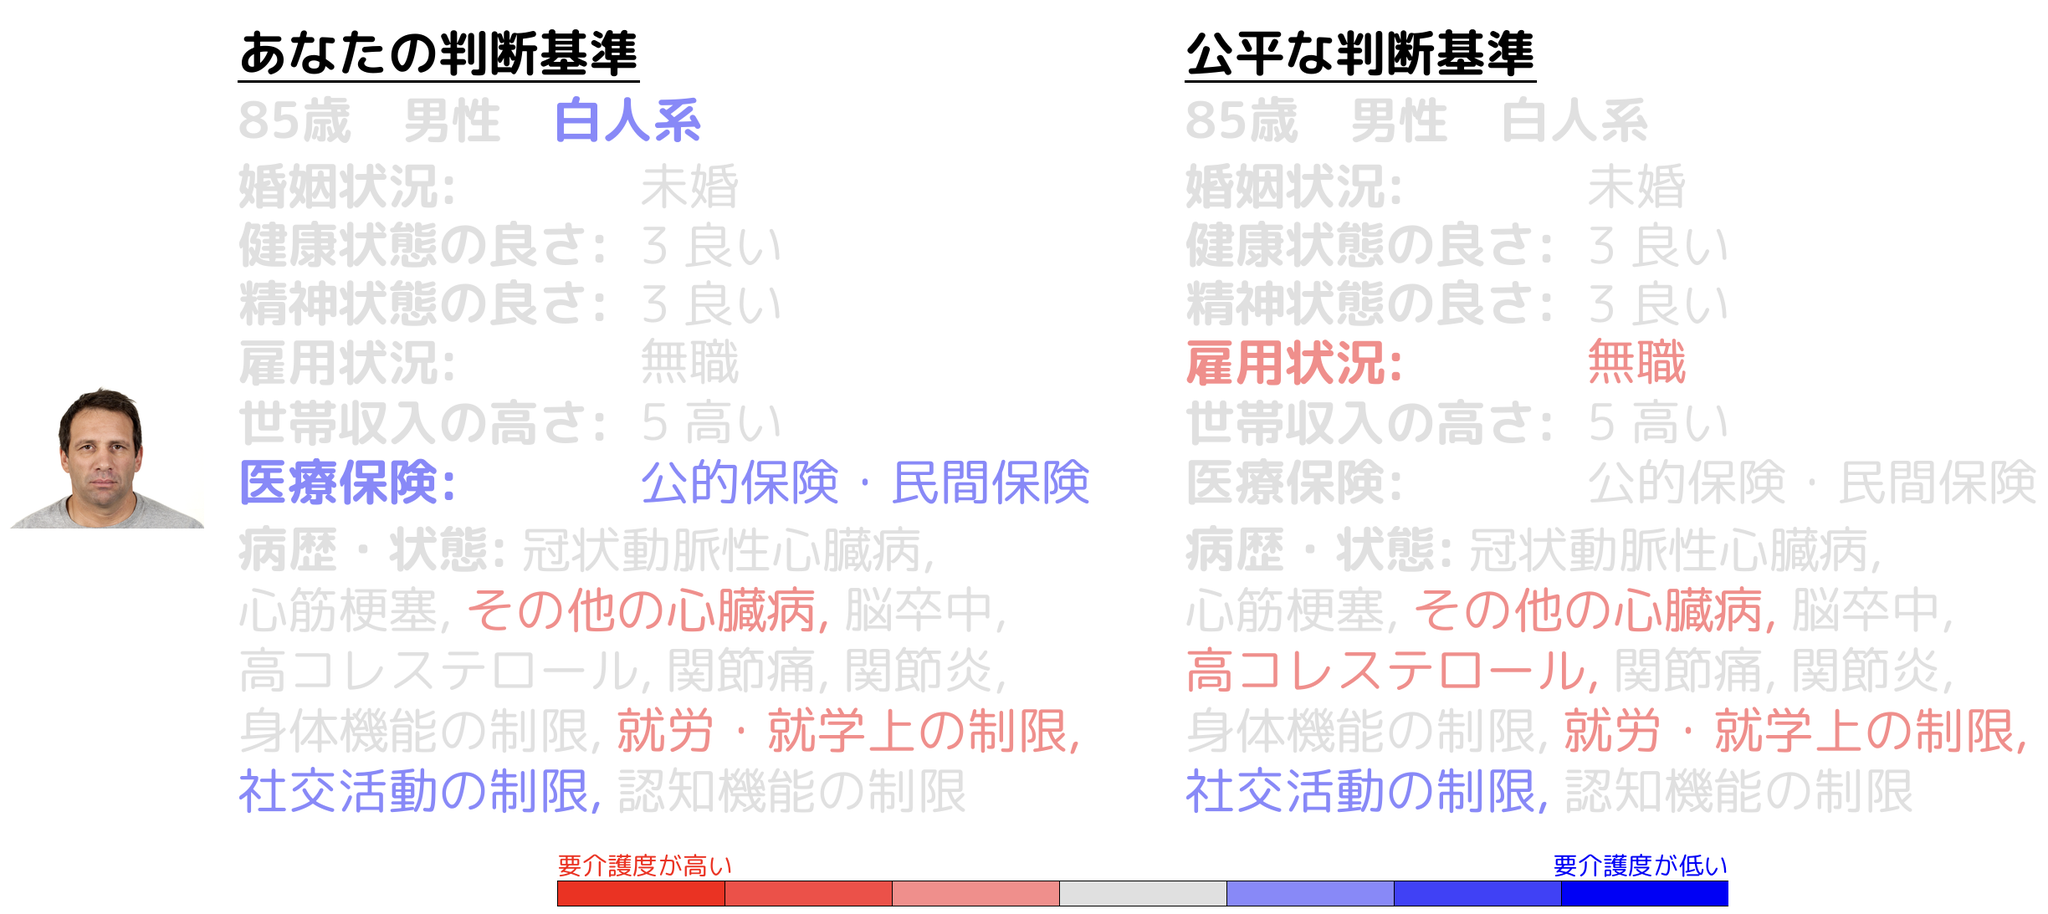 あなたの判断基準
85歳　男性　白人系
婚姻状況: 未婚
健康状態の良さ: 3 良い
精神状態の良さ: 3 良い
雇用状況: 無職
世帯収入の高さ: 5 高い
医療保険: 公的保険・民間保険
病歴・状態: 冠状動脈性心臓病,
心筋梗塞, その他の心臓病, 脳卒中,
高コレステロール, 関節痛, 関節炎,
身体機能の制限, 就労・就学上の制限,
社交活動の制限, 認知機能の制限
公平な判断基準
85歳　男性　白人系
婚姻状況: 未婚
健康状態の良さ: 3 良い
精神状態の良さ: 3 良い
雇用状況: 無職
世帯収入の高さ: 5 高い
医療保険: 公的保険・民間保険
病歴・状態: 冠状動脈性心臓病,
心筋梗塞, その他の心臓病, 脳卒中,
高コレステロール, 関節痛, 関節炎,
身体機能の制限, 就労・就学上の制限,
社交活動の制限, 認知機能の制限
要介護度が高い
要介護度が低い